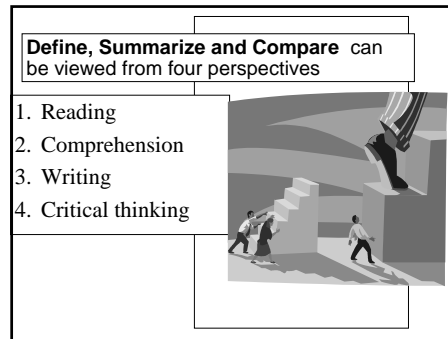 Define, Summarize and Compare can
be viewed from four perspectives
1. Reading
2. Comprehension
3. Writing
4. Critical thinking